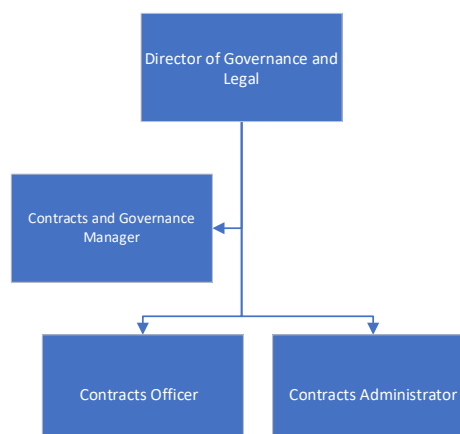 Director of Governance and
Legal
Contracts and Governance
Manager
Contracts Officer
Contracts Administrator